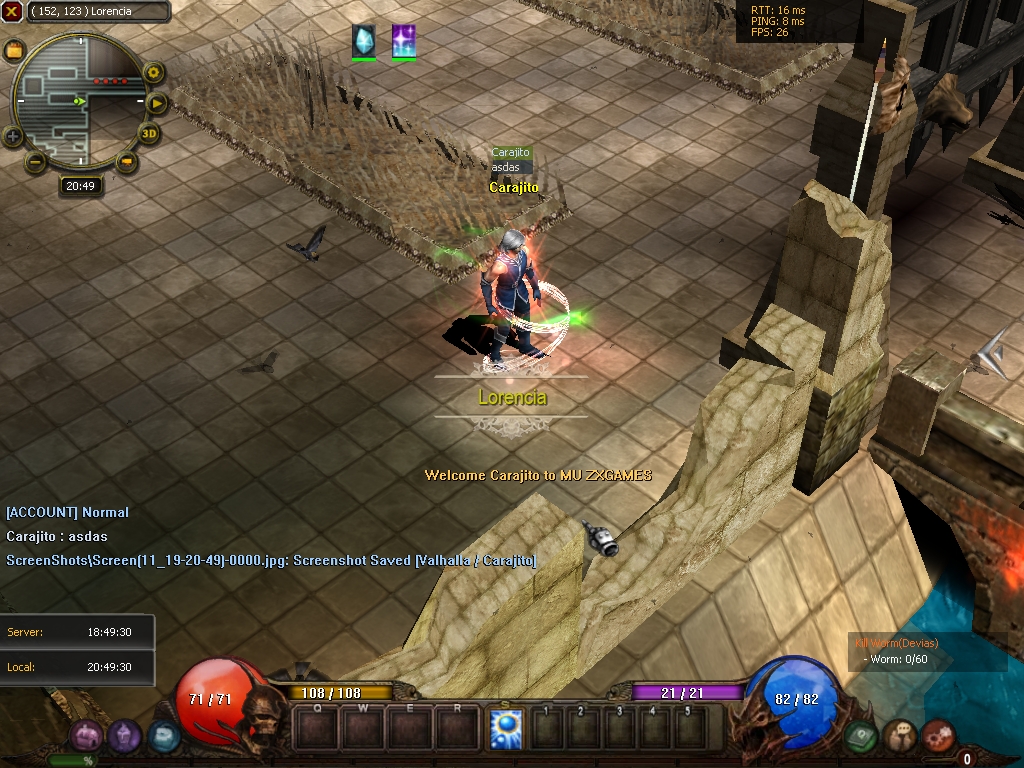 ( 152, 123 ) Lorencia
RTT: 16 ms
PING: 8 ms
FPS: 26
3D
20:49
Carajito
asdas
Carajito
Lorencia
Welcome Carajito to MU ZXGAMES
[ACCOUNT] Normal
Carajito : asdas
ScreenShots\Screen(11_19-20-49)-0000.jpg: Screenshot Saved [Valhalla / Carajito]
Server: 18:49:30
Local: 20:49:30
Kill Worm(Devias)
- Worm: 0/60
71 / 71
108 / 108
21 / 21
82 / 82
Q W E R S 1 2 3 4 5
%
0